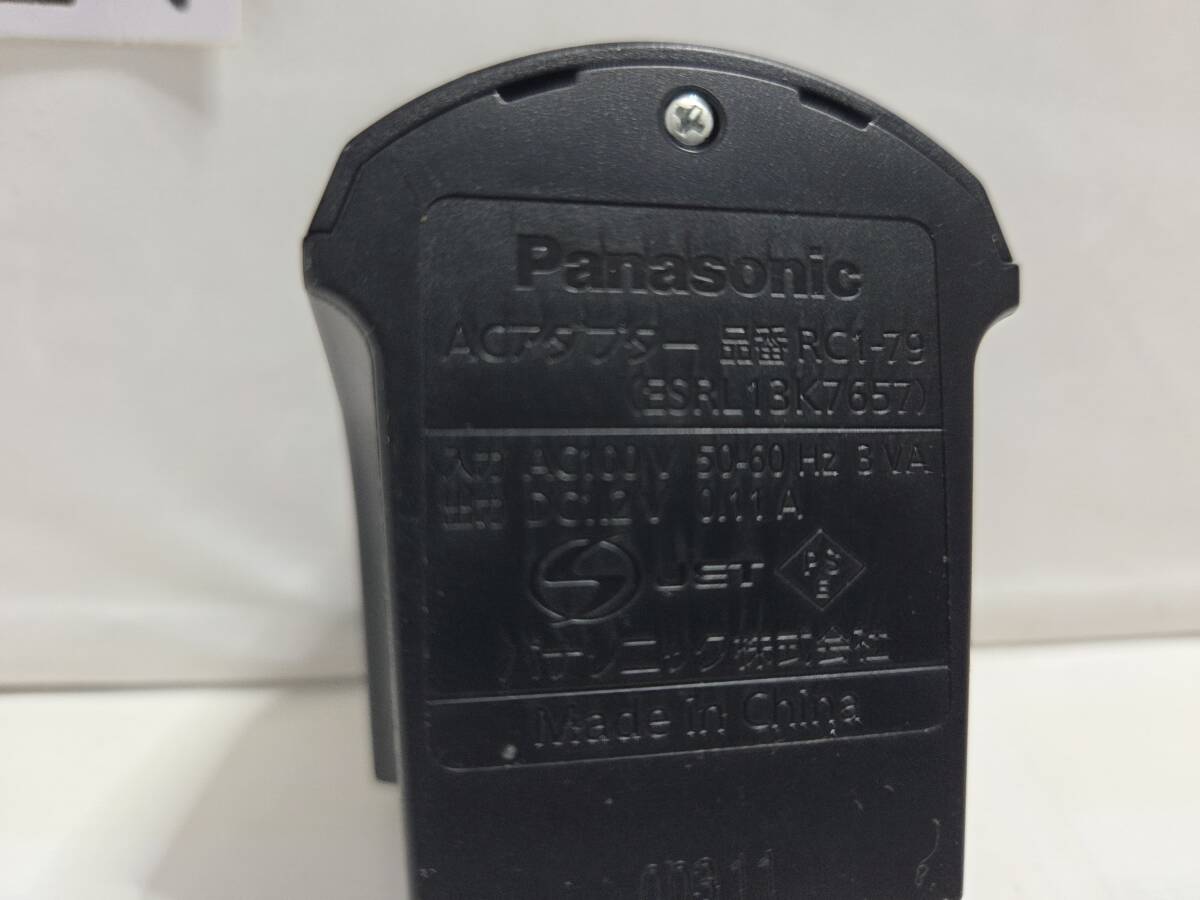 Panasonic
ACアダプター 品番 RC1-79
(ESRL13K7657)
入力 AC100V 50-60 Hz 3 VA
出力 DC1.2V 0.11 A
JET PS E
パナソニック株式会社
Made in China